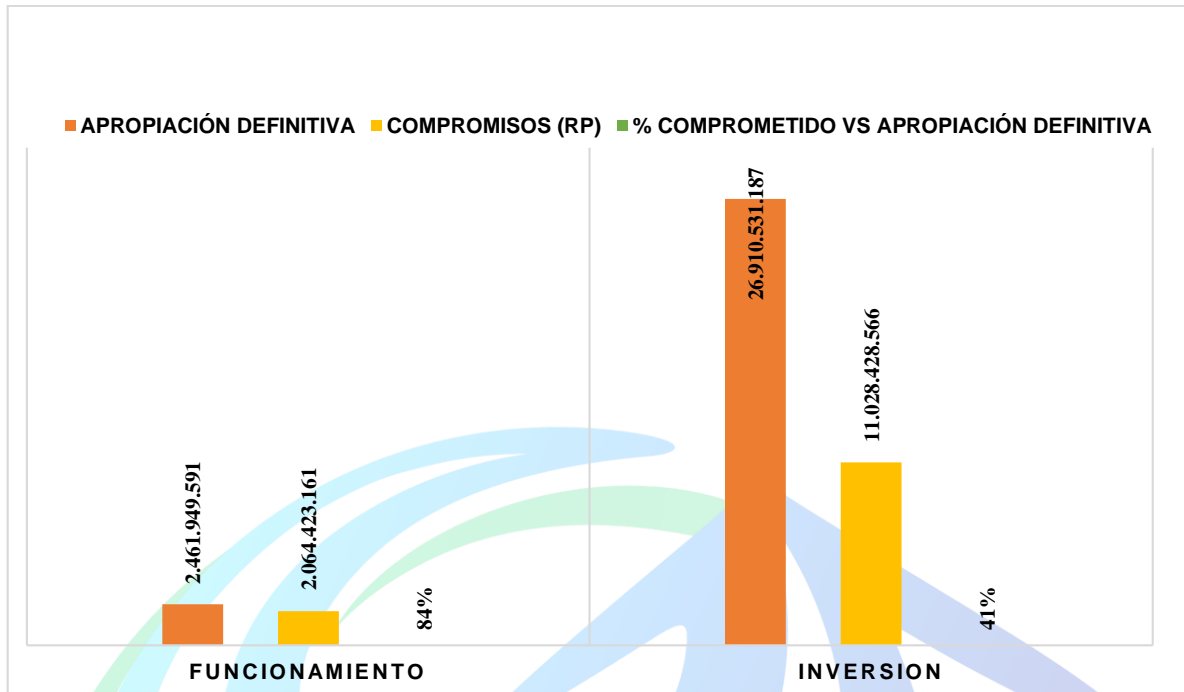 APROPIACIÓN DEFINITIVA COMPROMISOS (RP) % COMPROMETIDO VS APROPIACIÓN DEFINITIVA
2.461.949.591
2.064.423.161
84%
26.910.531.187
11.028.428.566
41%
FUNCIONAMIENTO
INVERSION